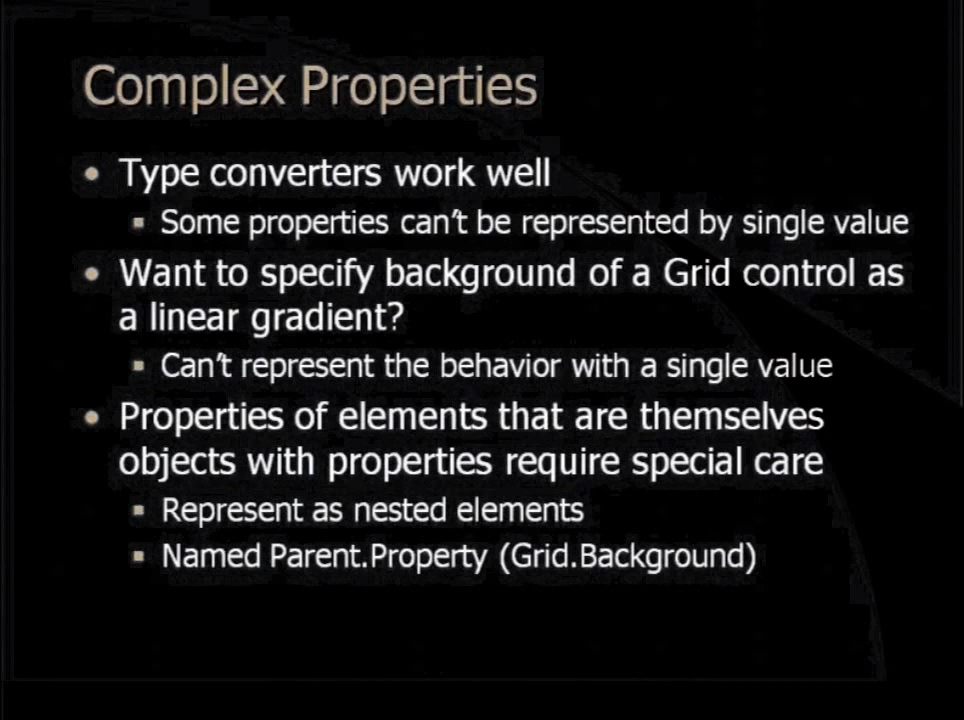 Complex Properties
• Type converters work well
▪ Some properties can't be represented by single value
• Want to specify background of a Grid control as
a linear gradient?
▪ Can't represent the behavior with a single value
• Properties of elements that are themselves
objects with properties require special care
▪ Represent as nested elements
▪ Named Parent.Property (Grid.Background)